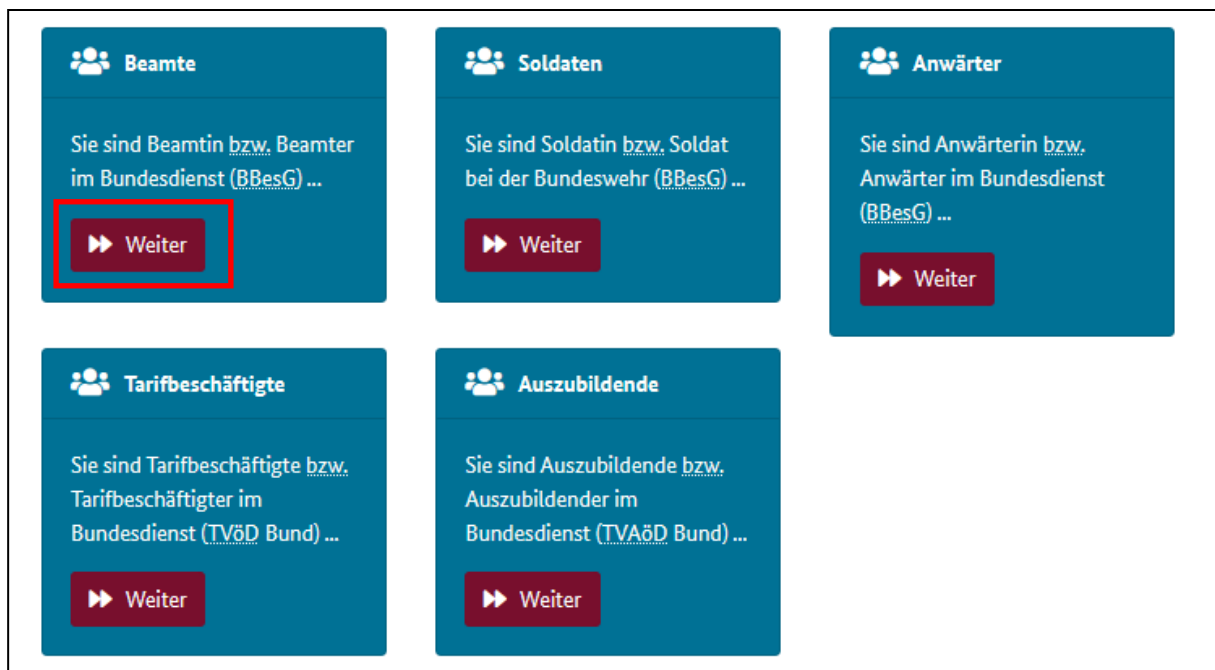 Beamte
Sie sind Beamtin bzw. Beamter
im Bundesdienst (BBesG) ...
Weiter
Soldaten
Sie sind Soldatin bzw. Soldat
bei der Bundeswehr (BBesG) ...
Weiter
Anwärter
Sie sind Anwärterin bzw.
Anwärter im Bundesdienst
(BBesG) ...
Weiter
Tarifbeschäftigte
Sie sind Tarifbeschäftigte bzw.
Tarifbeschäftigter im
Bundesdienst (TVöD Bund) ...
Weiter
Auszubildende
Sie sind Auszubildende bzw.
Auszubildender im
Bundesdienst (TVAöD Bund) ...
Weiter